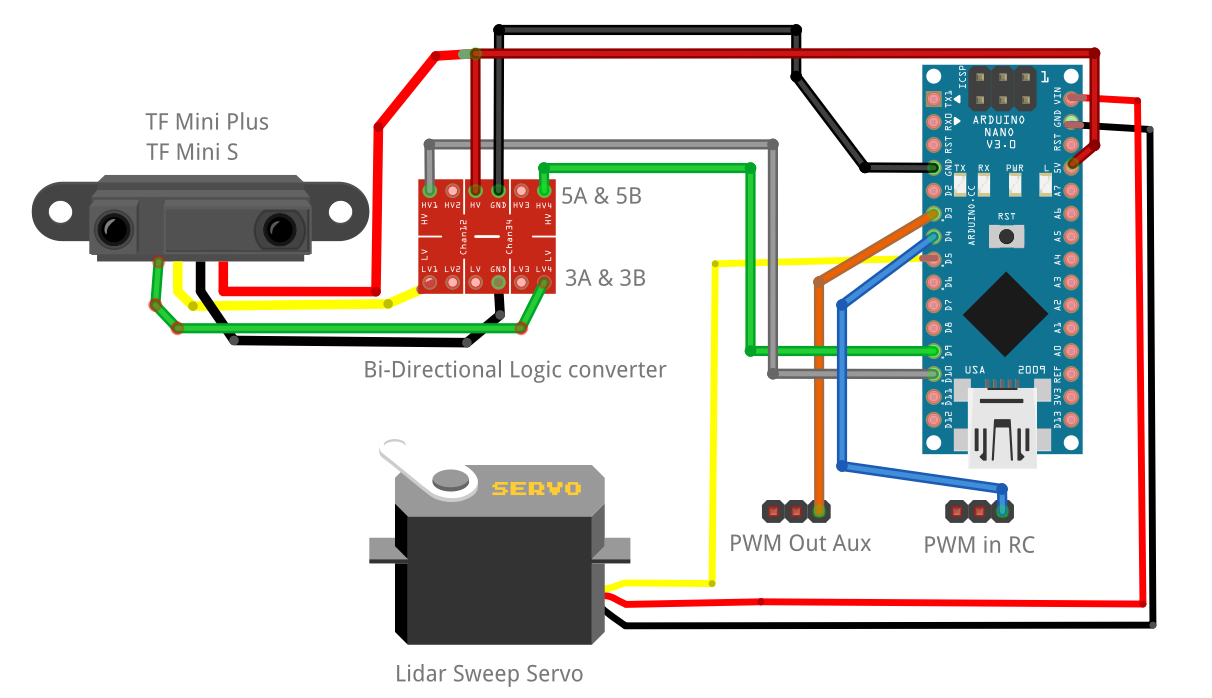 TF Mini Plus
TF Mini S
HV1 HV2 HV GND HV3 HV4
HV
Chan12
Chan34
HV
LV
LV
LV1 LV2 LV GND LV3 LV4
5A & 5B
3A & 3B
Bi-Directional Logic converter
ICSP
1
ARDUINO
NANO
V3.0
TX RX PWR L
ARDUINO.CC
RST
USA 2009
TX1
RX0
RST
GND
D2
D3
D4
D5
D6
D7
D8
D9
D10
D11
D12
VIN
GND
RST
5V
A7
A6
A5
A4
A3
A2
A1
A0
REF
3V3
D13
SERVO
PWM Out Aux
PWM in RC
Lidar Sweep Servo